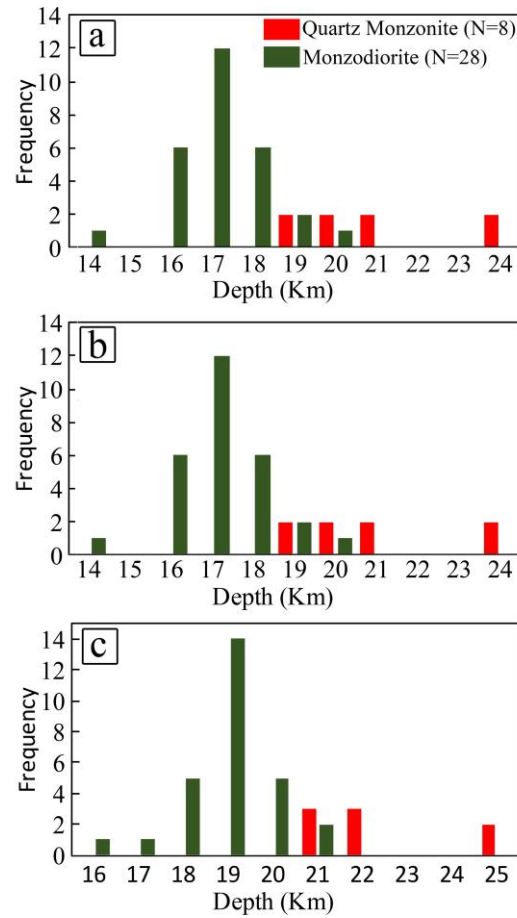 a
Quartz Monzonite (N=8)
Monzodiorite (N=28)
Frequency
14
12
10
8
6
4
2
0
14 15 16 17 18 19 20 21 22 23 24
Depth (Km)
b
Frequency
14
12
10
8
6
4
2
0
14 15 16 17 18 19 20 21 22 23 24
Depth (Km)
c
Frequency
14
12
10
8
6
4
2
0
16 17 18 19 20 21 22 23 24 25
Depth (Km)